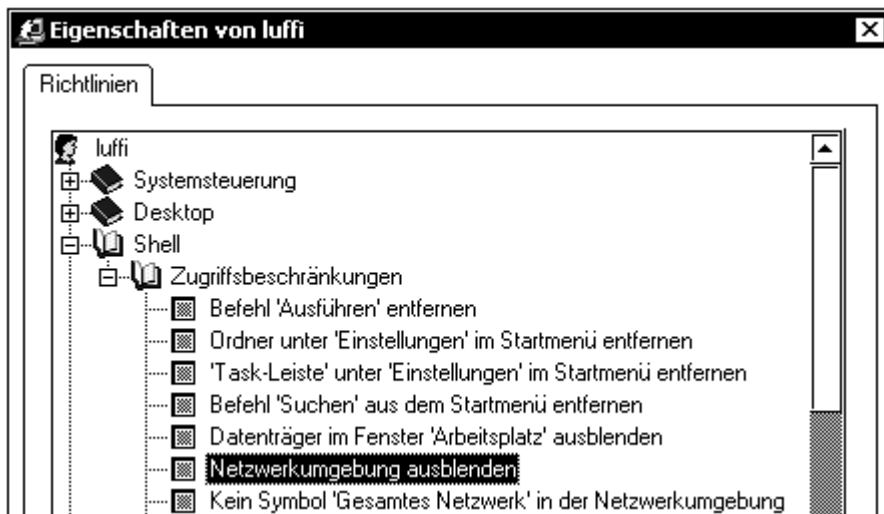 Eigenschaften von luffi
Richtlinien
luffi
Systemsteuerung
Desktop
Shell
Zugriffsbeschränkungen
Befehl 'Ausführen' entfernen
Ordner unter 'Einstellungen' im Startmenü entfernen
'Task-Leiste' unter 'Einstellungen' im Startmenü entfernen
Befehl 'Suchen' aus dem Startmenü entfernen
Datenträger im Fenster 'Arbeitsplatz' ausblenden
Netzwerkumgebung ausblenden
Kein Symbol 'Gesamtes Netzwerk' in der Netzwerkumgebung